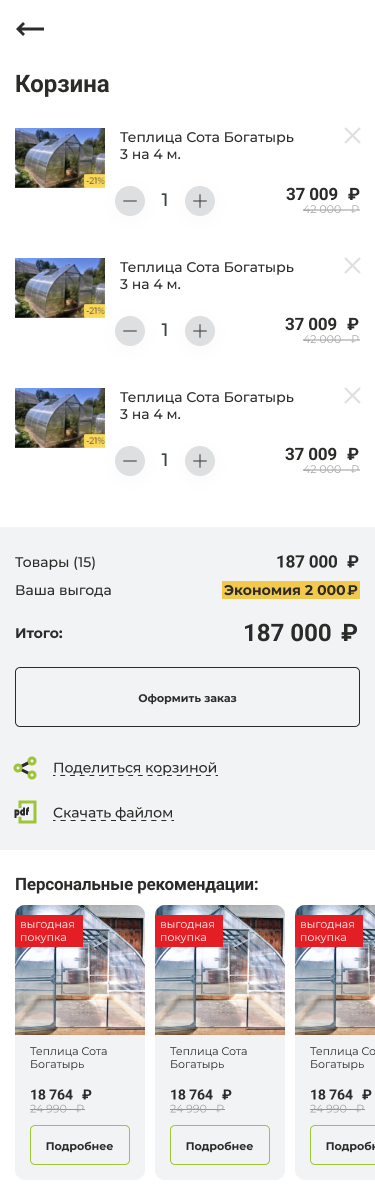 Корзина
Теплица Сота Богатырь
3 на 4 м.
-21%
1
37 009 ₽
42 000 ₽
Теплица Сота Богатырь
3 на 4 м.
-21%
1
37 009 ₽
42 000 ₽
Теплица Сота Богатырь
3 на 4 м.
-21%
1
37 009 ₽
42 000 ₽
Товары (15) 187 000 ₽
Ваша выгода Экономия 2 000 ₽
Итого: 187 000 ₽
Оформить заказ
Поделиться корзиной
pdf Скачать файлом
Персональные рекомендации:
выгодная
покупка
Теплица Сота
Богатырь
18 764 ₽
24 990 ₽
Подробнее
выгодная
покупка
Теплица Сота
Богатырь
18 764 ₽
24 990 ₽
Подробнее
выгодная
покупка
Теплица Со
Богатырь
18 764 ₽
24 990 ₽
Подробн